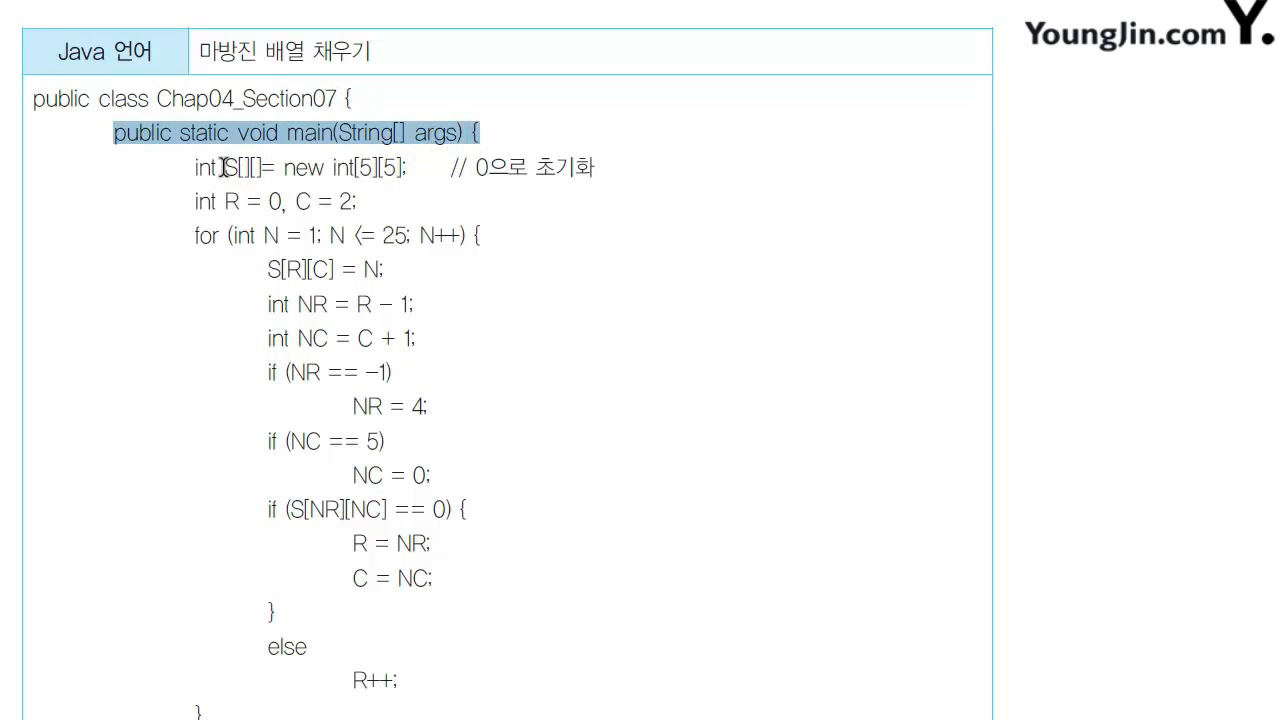 YoungJin.com Y.
Java 언어 마방진 배열 채우기
public class Chap04_Section07 {
public static void main(String[] args) {
int S[][]= new int[5][5]; // 0으로 초기화
int R = 0, C = 2;
for (int N = 1; N <= 25; N++) {
S[R][C] = N;
int NR = R - 1;
int NC = C + 1;
if (NR == -1)
NR = 4;
if (NC == 5)
NC = 0;
if (S[NR][NC] == 0) {
R = NR;
C = NC;
}
else
R++;
}